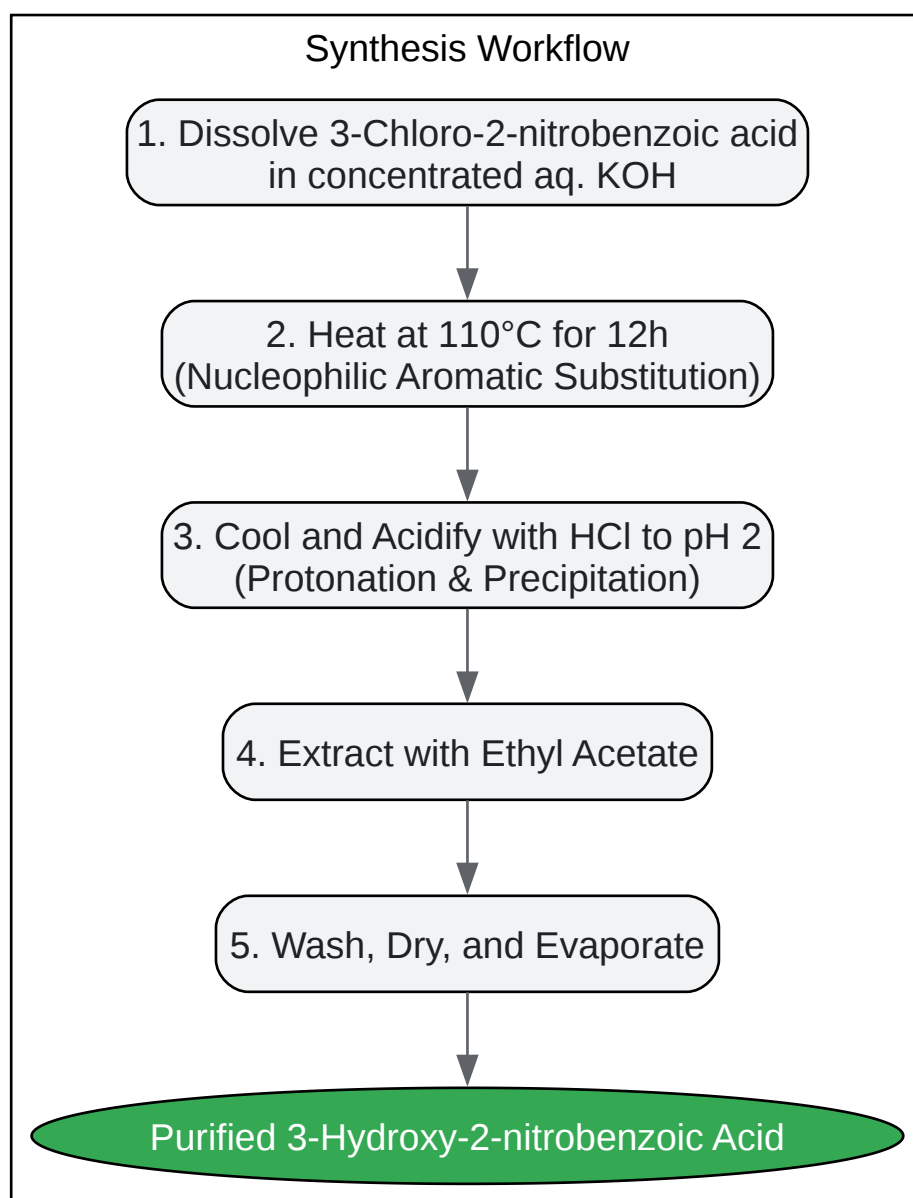 Synthesis Workflow
1. Dissolve 3-Chloro-2-nitrobenzoic acid
in concentrated aq. KOH
2. Heat at 110°C for 12h
(Nucleophilic Aromatic Substitution)
3. Cool and Acidify with HCl to pH 2
(Protonation & Precipitation)
4. Extract with Ethyl Acetate
5. Wash, Dry, and Evaporate
Purified 3-Hydroxy-2-nitrobenzoic Acid